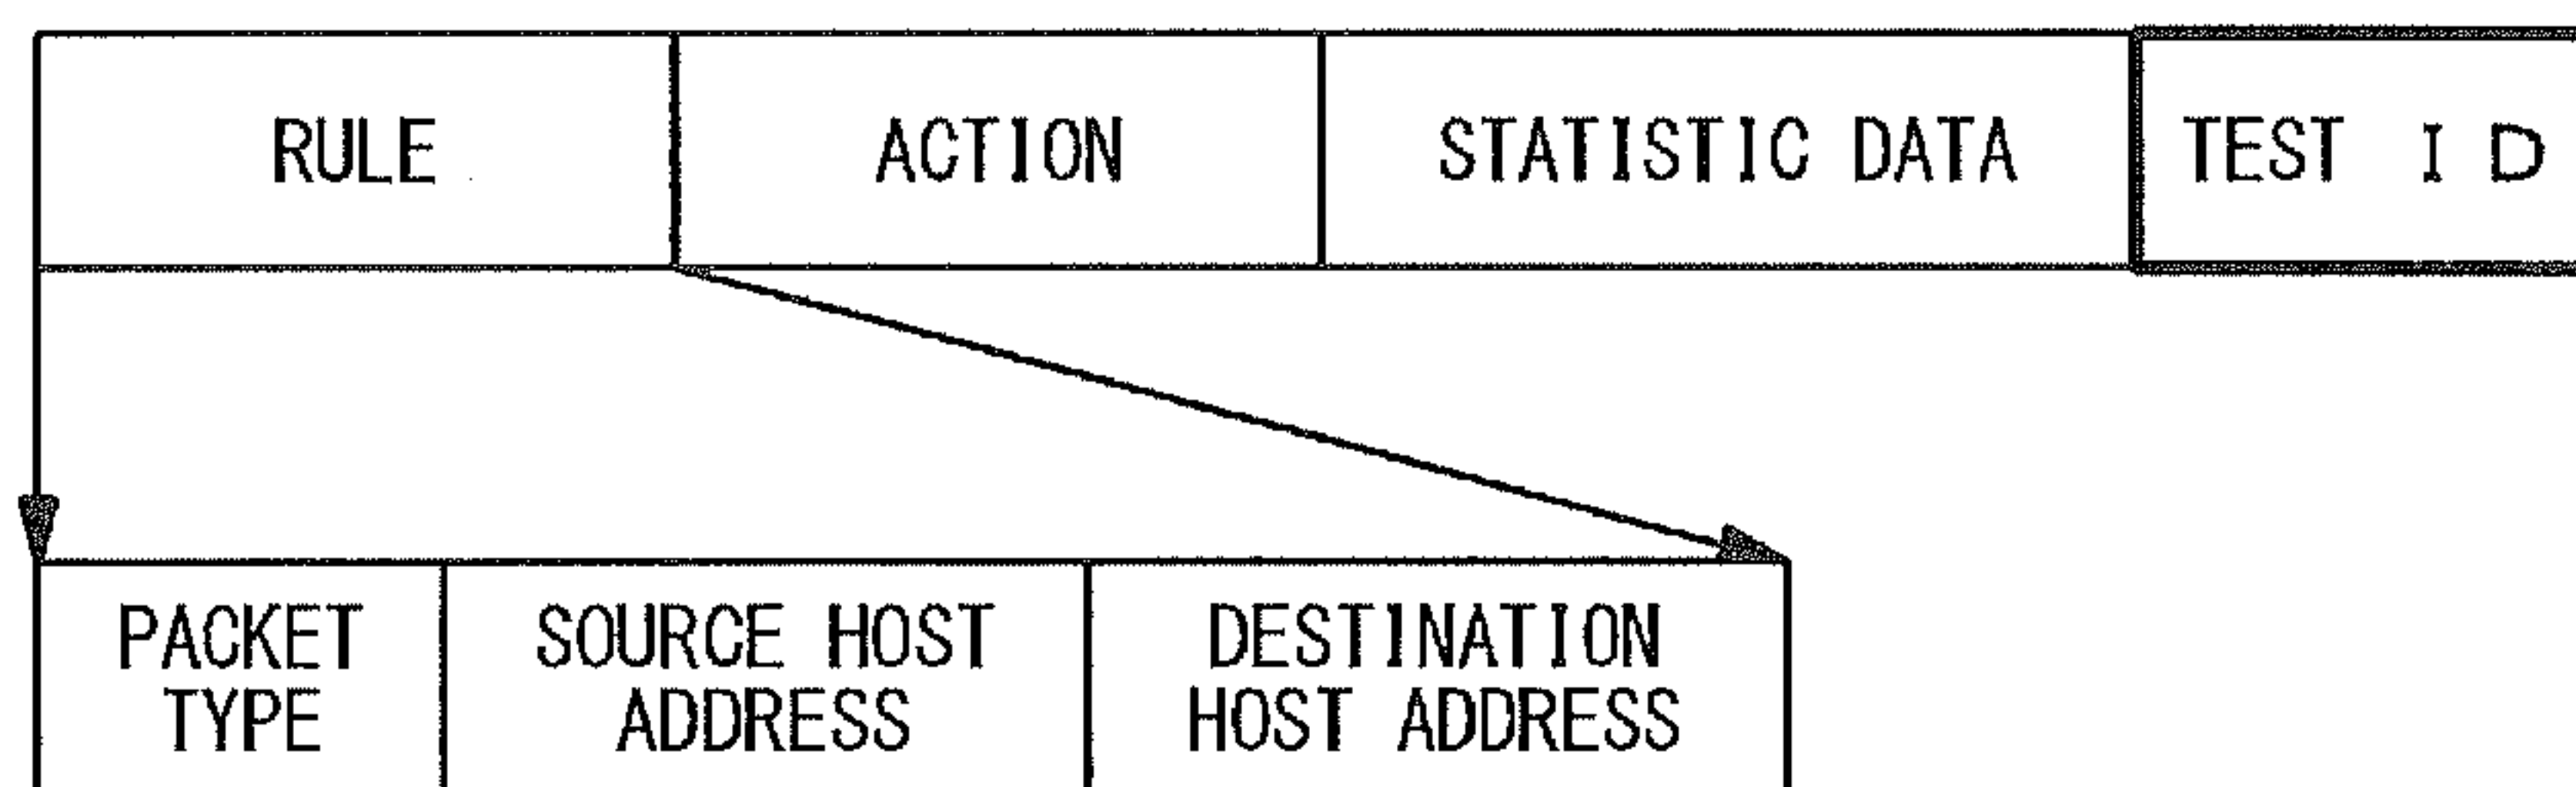 RULE ACTION STATISTIC DATA TEST ID
PACKET TYPE
SOURCE HOST ADDRESS
DESTINATION HOST ADDRESS